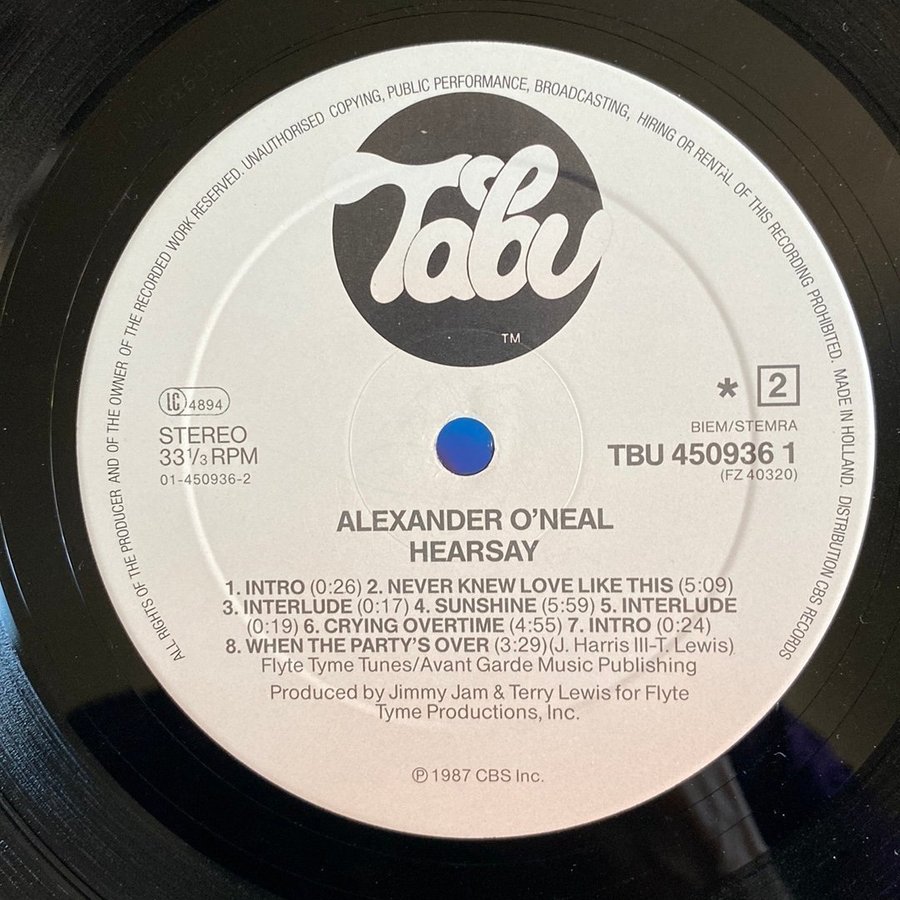 ALL RIGHTS OF THE PRODUCER AND OF THE OWNER OF THE RECORDED WORK RESERVED. UNAUTHORISED COPYING, PUBLIC PERFORMANCE, BROADCASTING, HIRING OR RENTAL OF THIS RECORDING PROHIBITED. MADE IN HOLLAND. DISTRIBUTION CBS RECORDS
Tabu
TM
LC 4894
STEREO
33 1/3 RPM
01-450936-2
* 2
BIEM/STEMRA
TBU 450936 1
(FZ 40320)
ALEXANDER O'NEAL
HEARSAY
1. INTRO (0:26) 2. NEVER KNEW LOVE LIKE THIS (5:09)
3. INTERLUDE (0:17) 4. SUNSHINE (5:59) 5. INTERLUDE
(0:19) 6. CRYING OVERTIME (4:55) 7. INTRO (0:24)
8. WHEN THE PARTY'S OVER (3:29)(J. Harris III-T. Lewis)
Flyte Tyme Tunes/Avant Garde Music Publishing
Produced by Jimmy Jam & Terry Lewis for Flyte
Tyme Productions, Inc.
℗ 1987 CBS Inc.